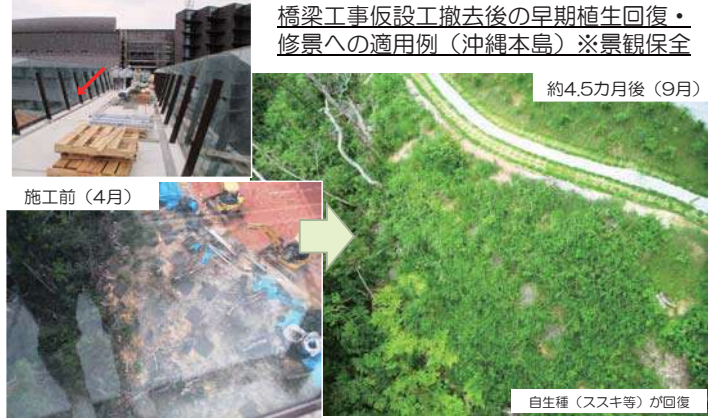 橋梁工事仮設工撤去後の早期植生回復・
修景への適用例（沖縄本島）※景観保全
約4.5カ月後（9月）
施工前（4月）
自生種（ススキ等）が回復